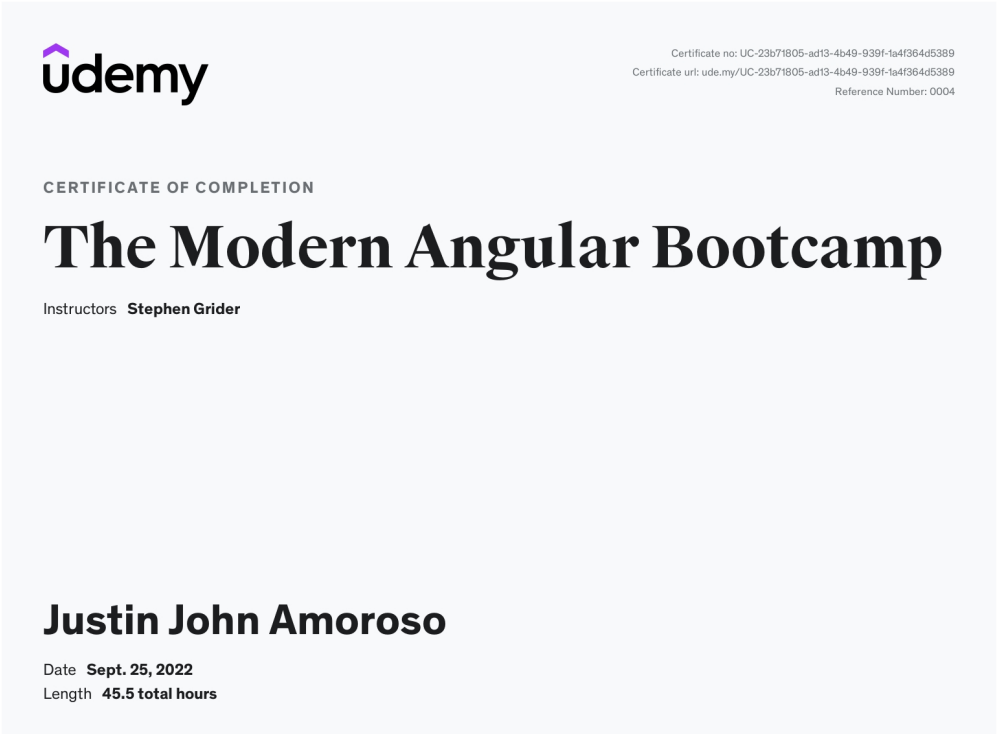 udemy
Certificate no: UC-23b71805-ad13-4b49-939f-1a4f364d5389
Certificate url: ude.my/UC-23b71805-ad13-4b49-939f-1a4f364d5389
Reference Number: 0004
CERTIFICATE OF COMPLETION
The Modern Angular Bootcamp
Instructors Stephen Grider
Justin John Amoroso
Date Sept. 25, 2022
Length 45.5 total hours